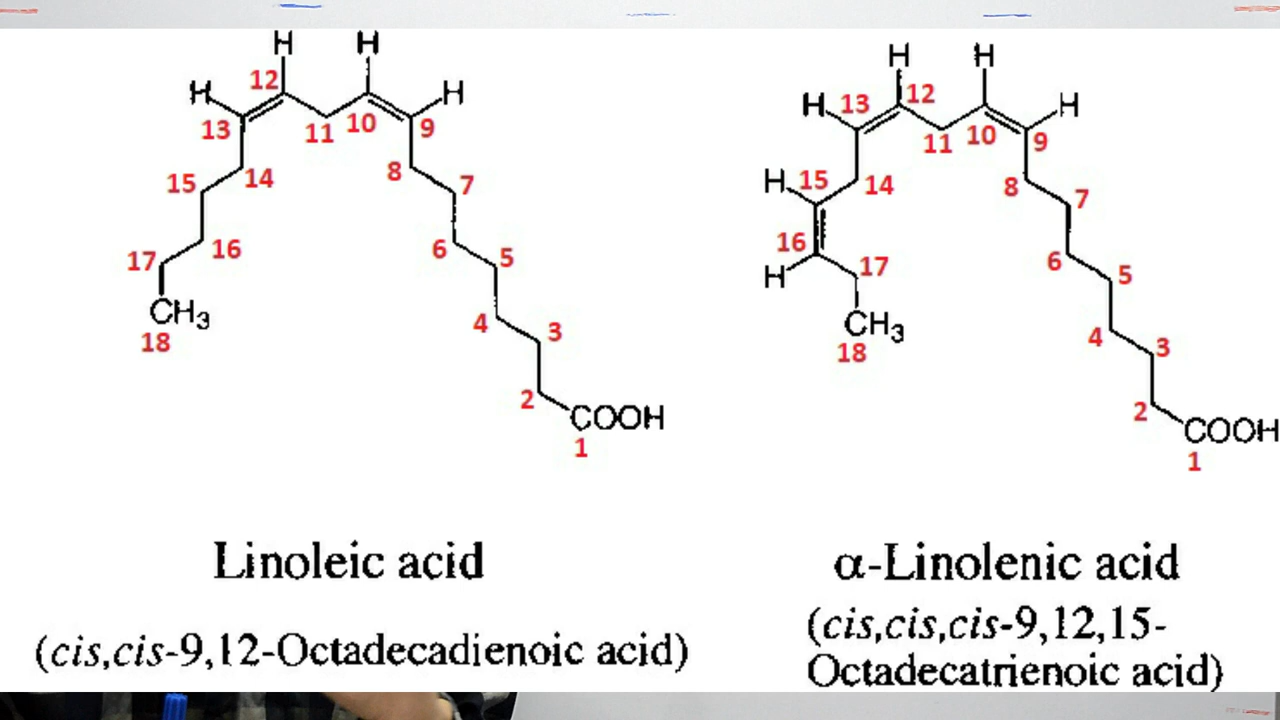 H
H
H
12
H
13
11
10
9
15
14
8
7
17
16
6
5
CH3
18
4
3
2
COOH
1
Linoleic acid
(cis,cis-9,12-Octadecadienoic acid)
H
H
H
13
12
H
11
10
9
H
15
14
8
7
16
17
6
H
5
CH3
18
4
3
2
COOH
1
α-Linolenic acid
(cis,cis,cis-9,12,15-
Octadecatrienoic acid)